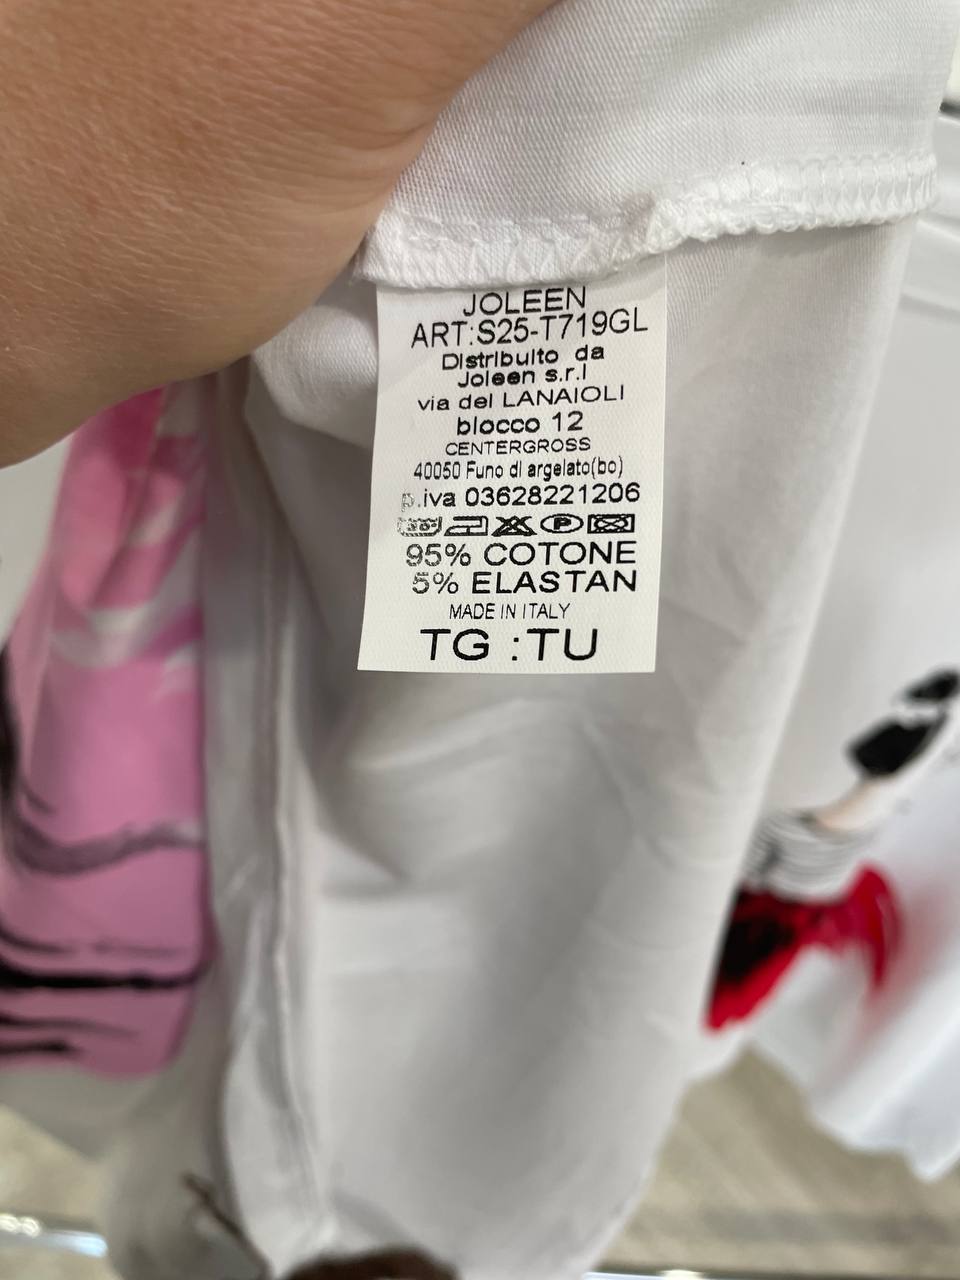 JOLEEN
ART:S25-T719GL
Distribuito da
Joleen s.r.l
via dei LANAIOLI
blocco 12
CENTERGROSS
40050 Funo di argelato(bo)
p.iva 03628221206
P
95% COTONE
5% ELASTAN
MADE IN ITALY
TG :TU